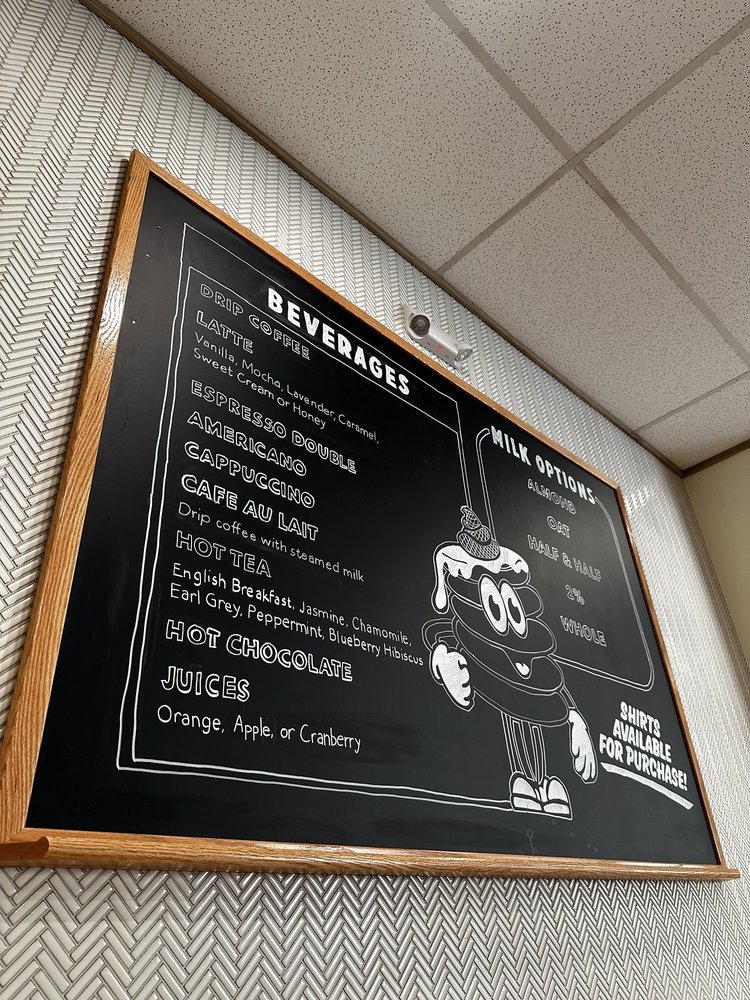 BEVERAGES
DRIP COFFEE
LATTE
Vanilla, Mocha, Lavender, Caramel,
Sweet Cream or Honey
ESPRESSO DOUBLE
AMERICANO
CAPPUCCINO
CAFE AU LAIT
Drip coffee with steamed milk
HOT TEA
English Breakfast, Jasmine, Chamomile,
Earl Grey, Peppermint, Blueberry Hibiscus
HOT CHOCOLATE
JUICES
Orange, Apple, or Cranberry
MILK OPTIONS
ALMOND
OAT
HALF & HALF
2%
WHOLE
SHIRTS
AVAILABLE
FOR PURCHASE!